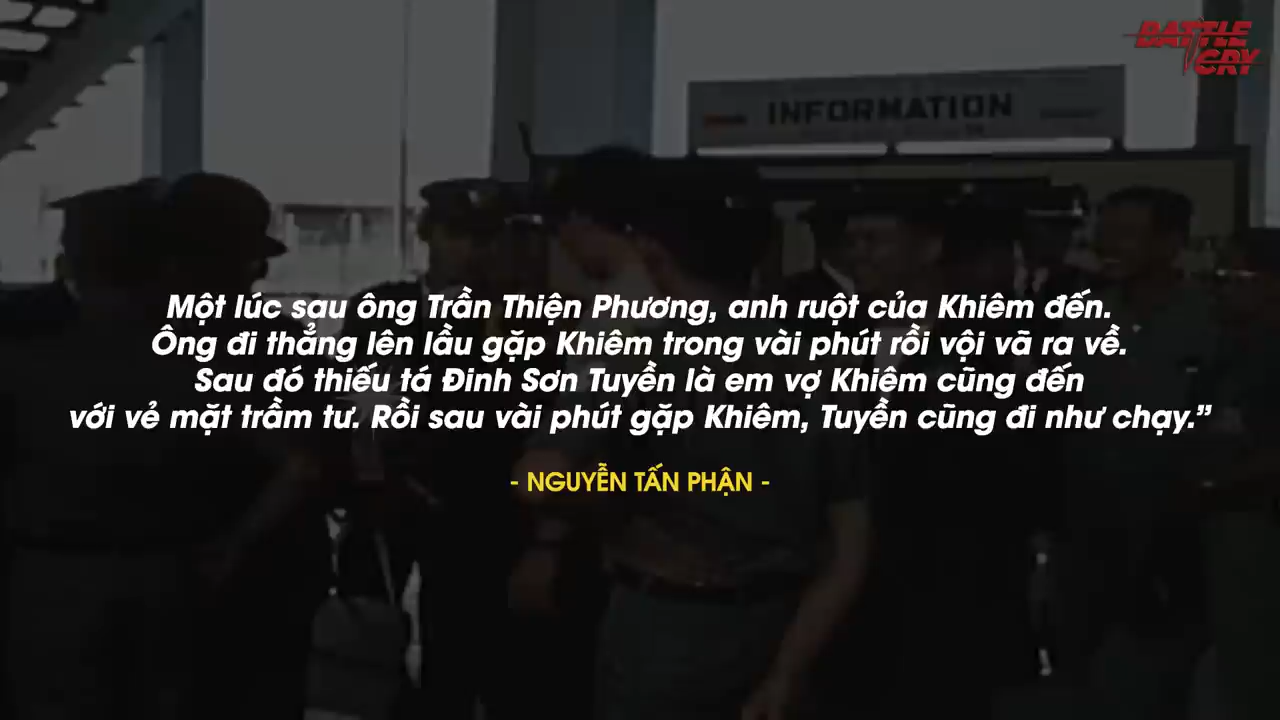 BATTLE
CRY
INFORMATION
Một lúc sau ông Trần Thiện Phương, anh ruột của Khiêm đến.
Ông đi thẳng lên lầu gặp Khiêm trong vài phút rồi vội vã ra về.
Sau đó thiếu tá Đinh Sơn Tuyền là em vợ Khiêm cũng đến
với vẻ mặt trầm tư. Rồi sau vài phút gặp Khiêm, Tuyền cũng đi như chạy.”
- NGUYỄN TẤN PHẬN -